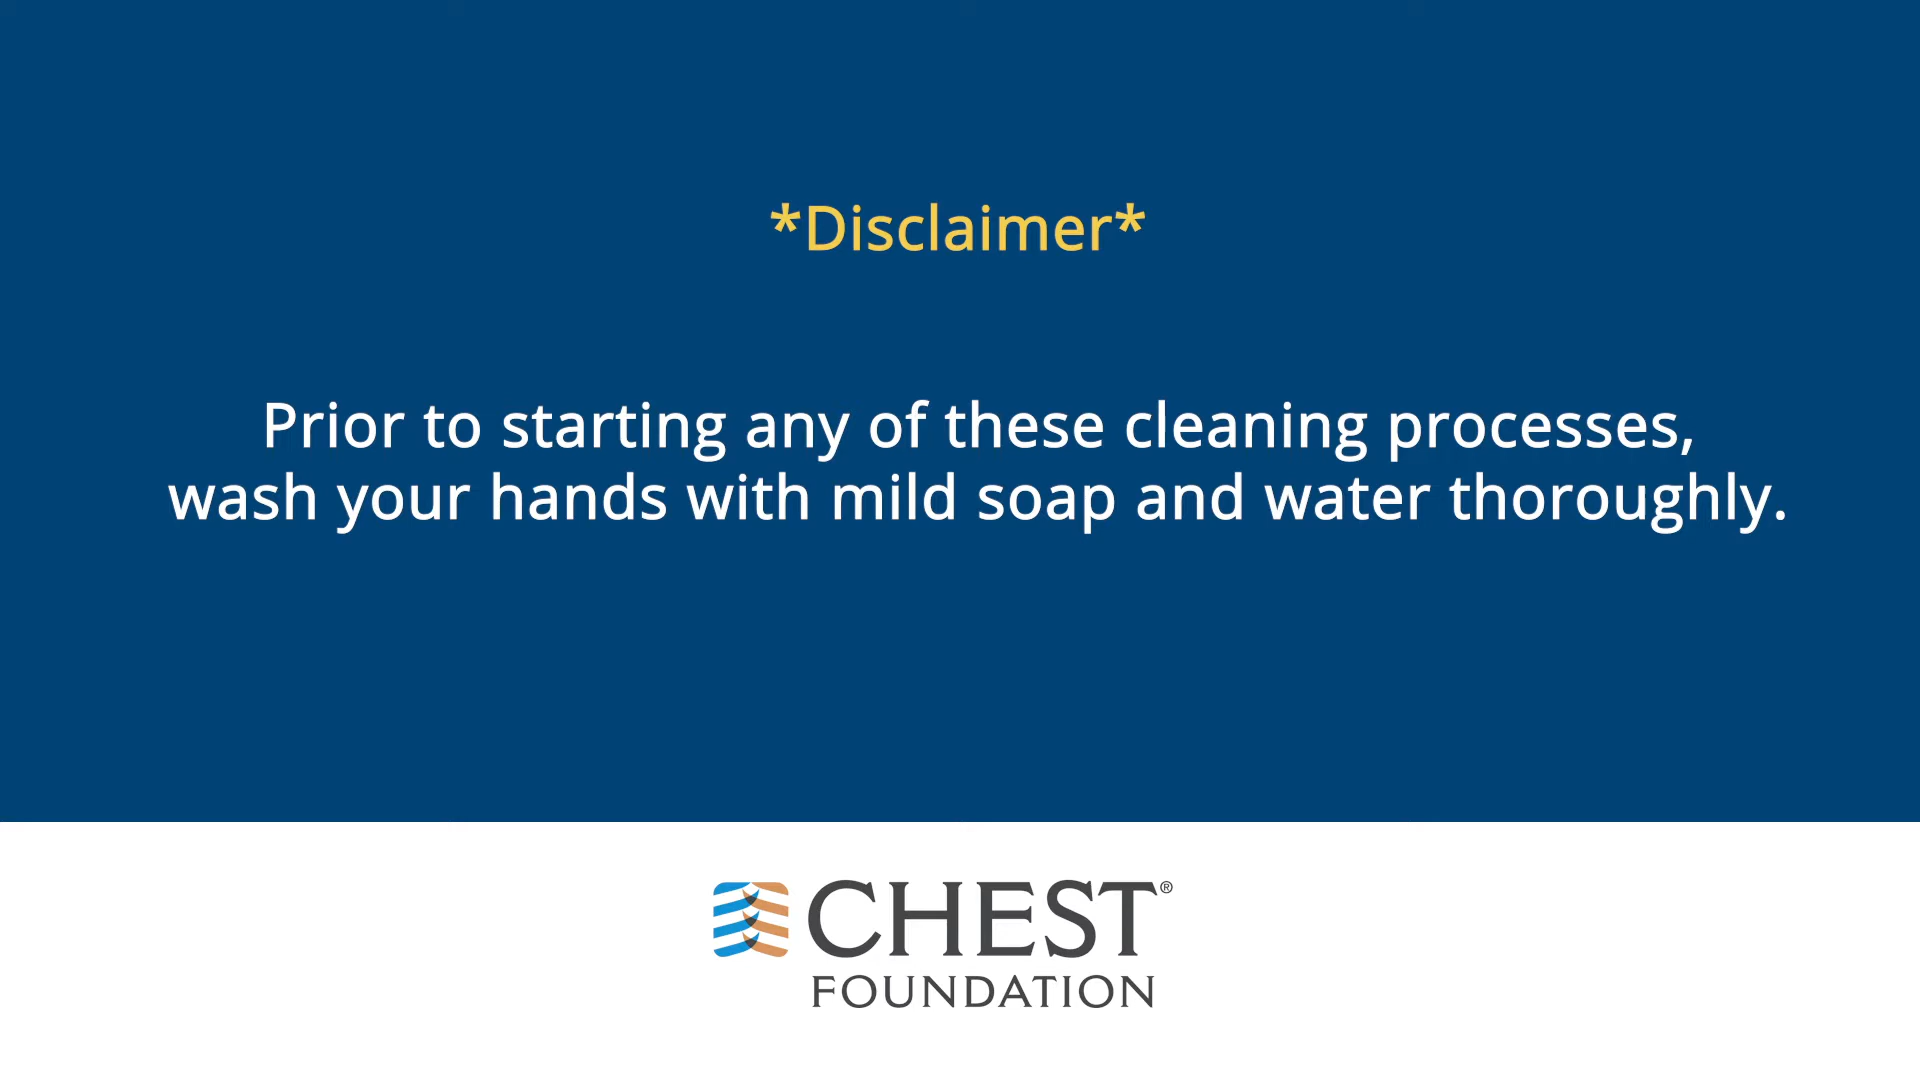 *Disclaimer*
Prior to starting any of these cleaning processes,
wash your hands with mild soap and water thoroughly.
CHEST®
FOUNDATION